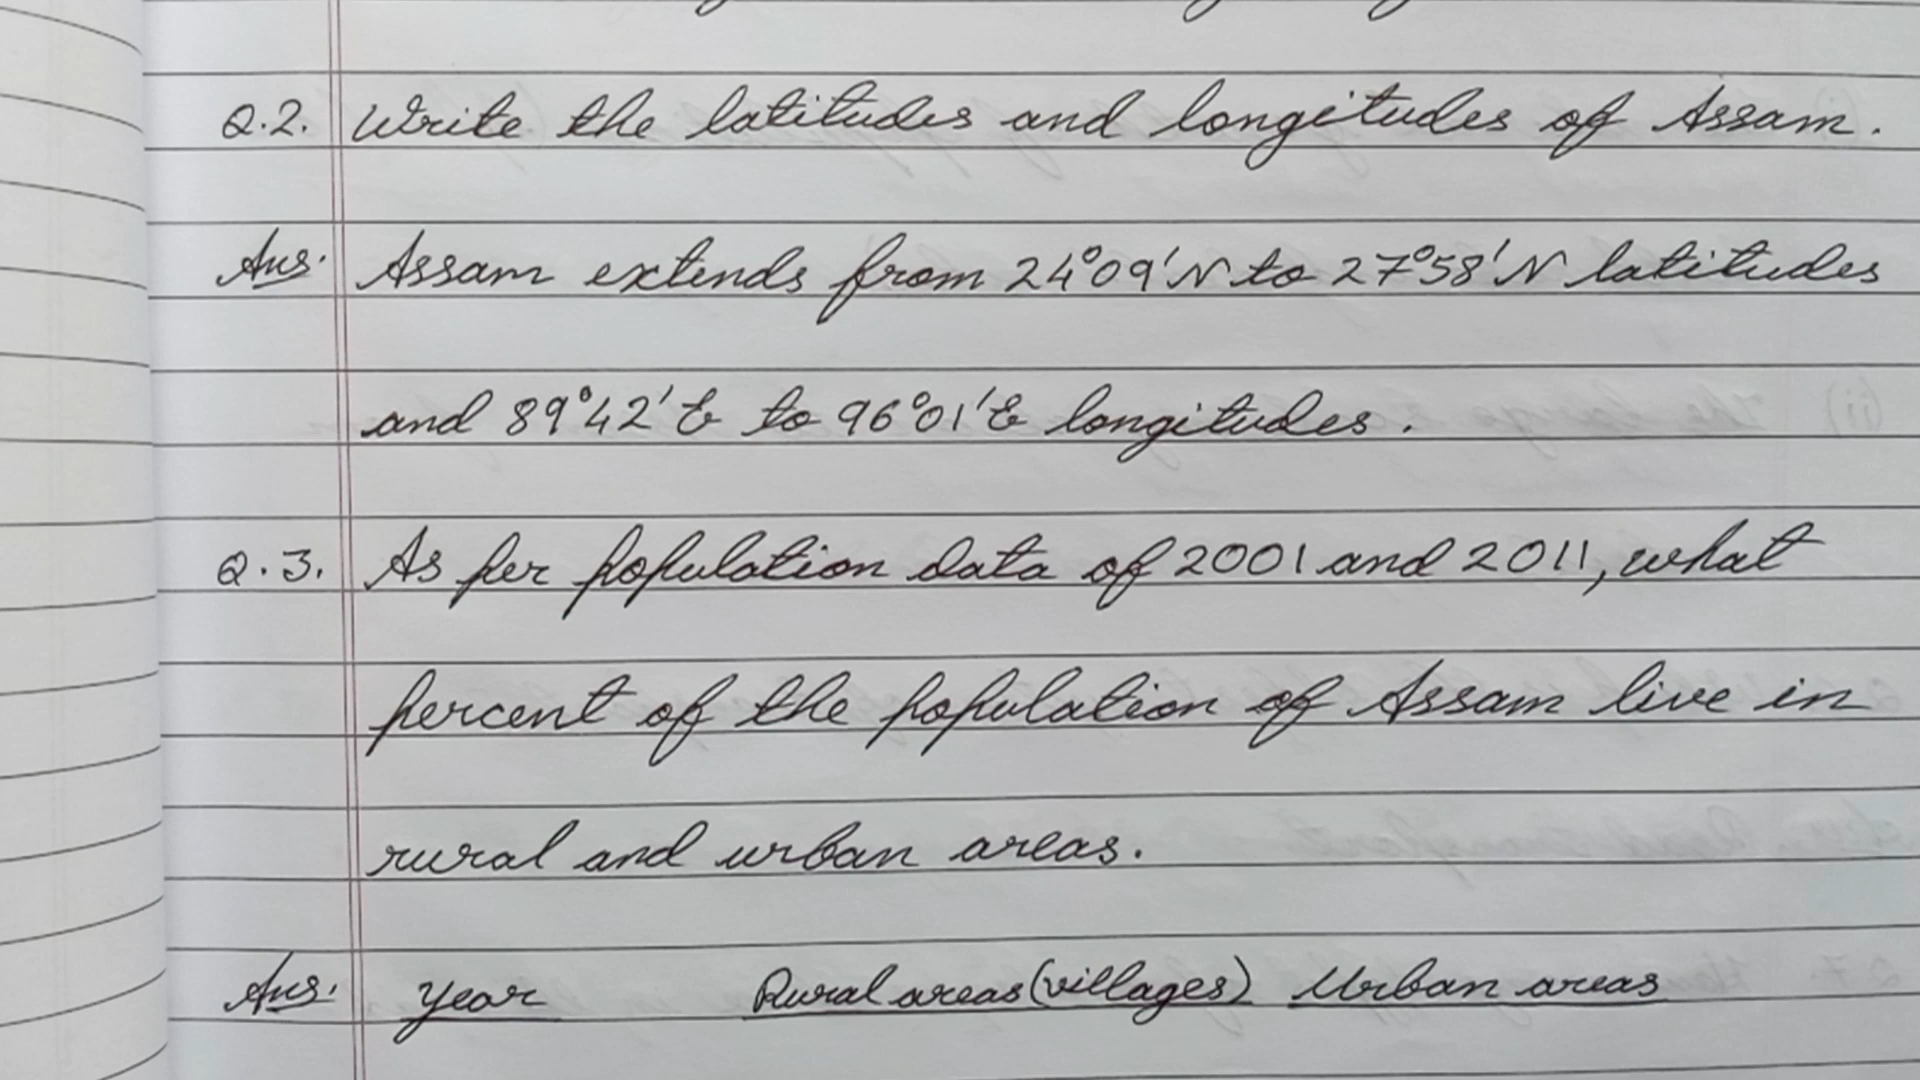 Q.2. Write the latitudes and longitudes of Assam.
Ans. Assam extends from 24°09'N to 27°58'N latitudes
and 89°42'E to 96°01'E longitudes.
Q.3. As per population data of 2001 and 2011, what
percent of the population of Assam live in
rural and urban areas.
Ans. Year Rural areas (villages) Urban areas